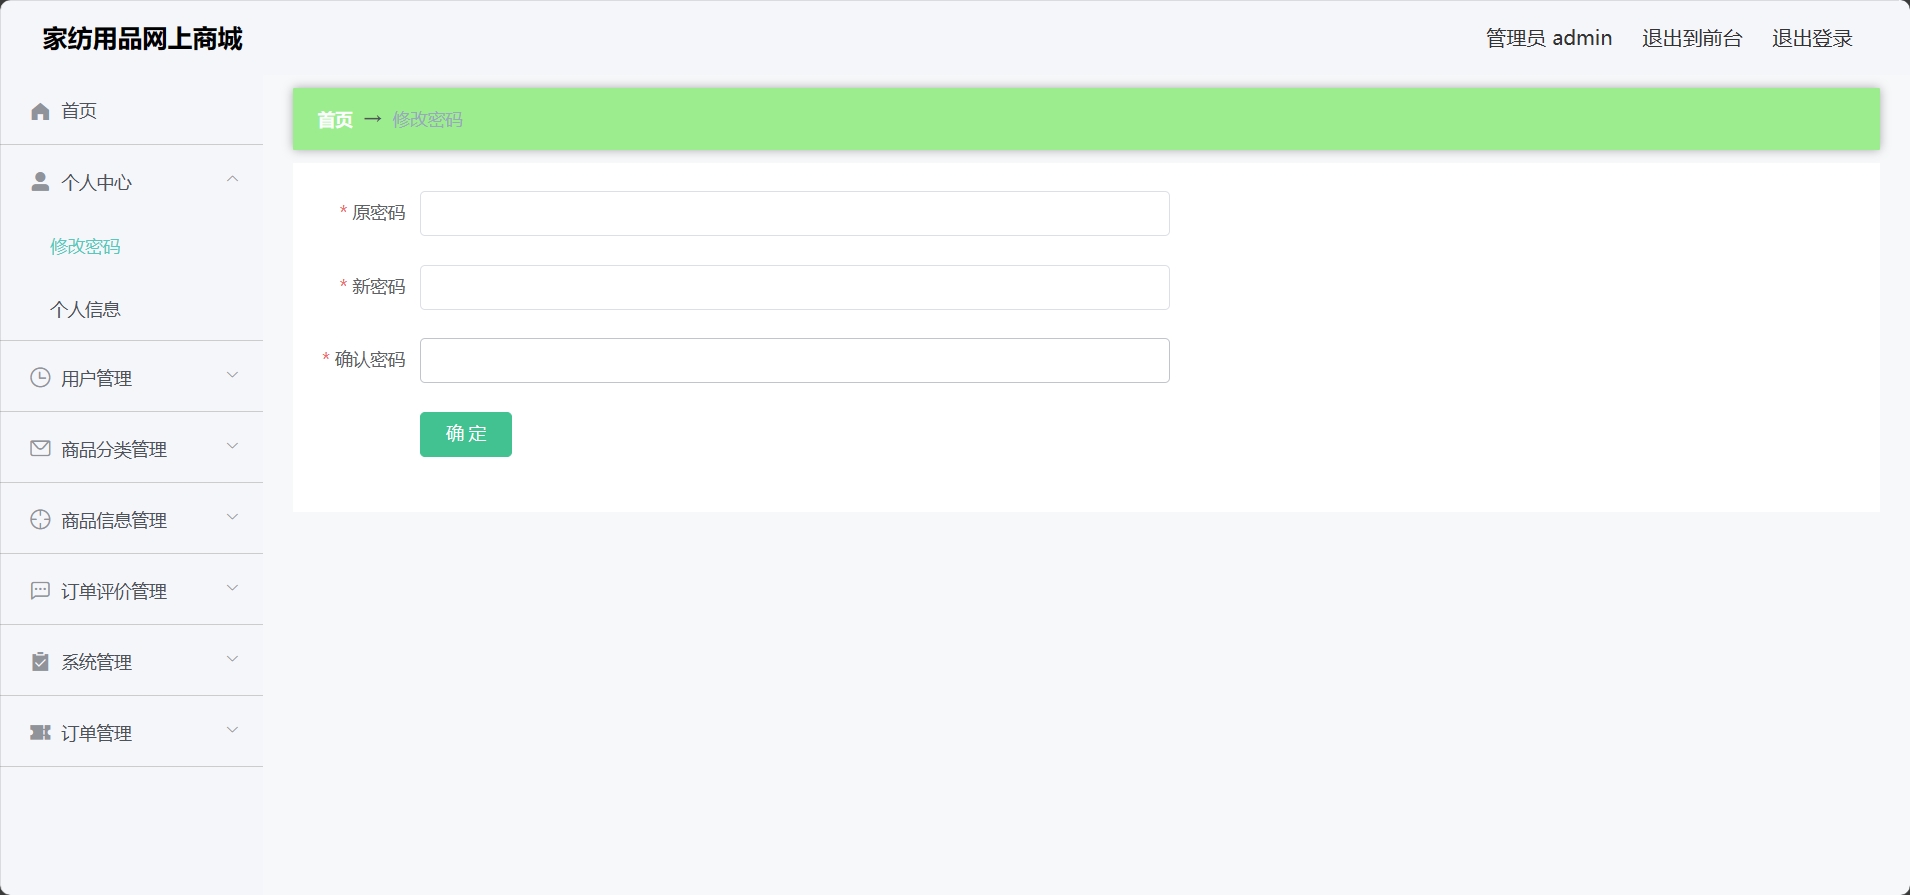 家纺用品网上商城
管理员 admin 退出到前台 退出登录
首页
个人中心
修改密码
个人信息
用户管理
商品分类管理
商品信息管理
订单评价管理
系统管理
订单管理
首页 → 修改密码
* 原密码
* 新密码
* 确认密码
确定